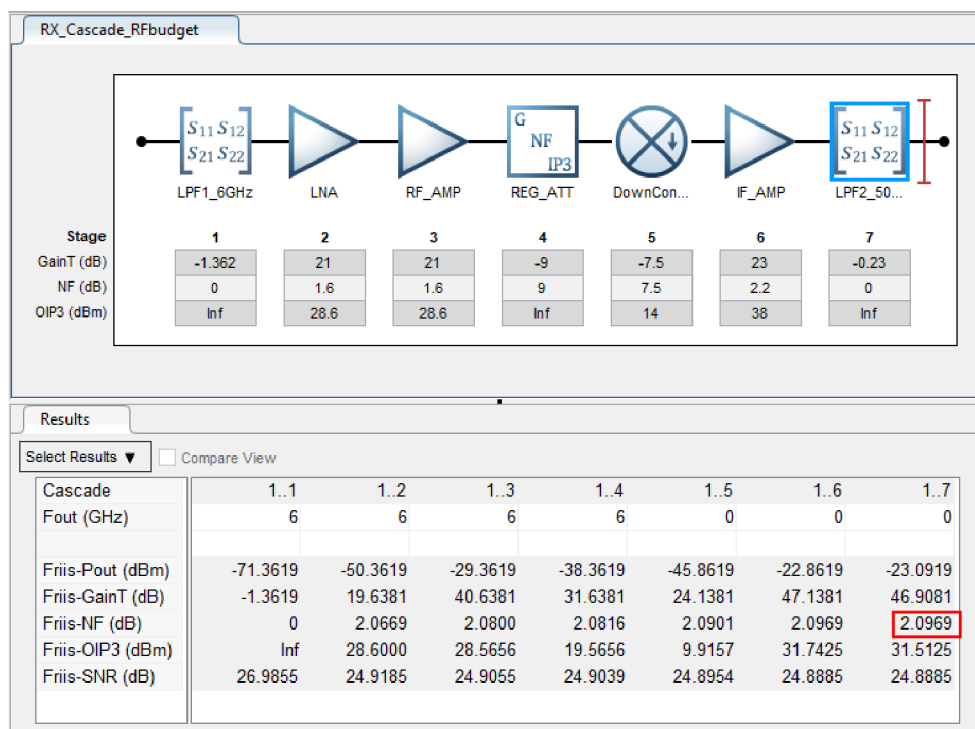 RX_Cascade_RFbudget
S11 S12 G S11 S12
S21 S22 NF S21 S22
IP3
LPF1_6GHz LNA RF_AMP REG_ATT DownCon... IF_AMP LPF2_50...
Stage 1 2 3 4 5 6 7
GainT (dB) -1.362 21 21 -9 -7.5 23 -0.23
NF (dB) 0 1.6 1.6 9 7.5 2.2 0
OIP3 (dBm) Inf 28.6 28.6 Inf 14 38 Inf
Results
Select Results ▼ Compare View
Cascade 1..1 1..2 1..3 1..4 1..5 1..6 1..7
Fout (GHz) 6 6 6 6 0 0 0
Friis-Pout (dBm) -71.3619 -50.3619 -29.3619 -38.3619 -45.8619 -22.8619 -23.0919
Friis-GainT (dB) -1.3619 19.6381 40.6381 31.6381 24.1381 47.1381 46.9081
Friis-NF (dB) 0 2.0669 2.0800 2.0816 2.0901 2.0969 2.0969
Friis-OIP3 (dBm) Inf 28.6000 28.5656 19.5656 9.9157 31.7425 31.5125
Friis-SNR (dB) 26.9855 24.9185 24.9055 24.9039 24.8954 24.8885 24.8885